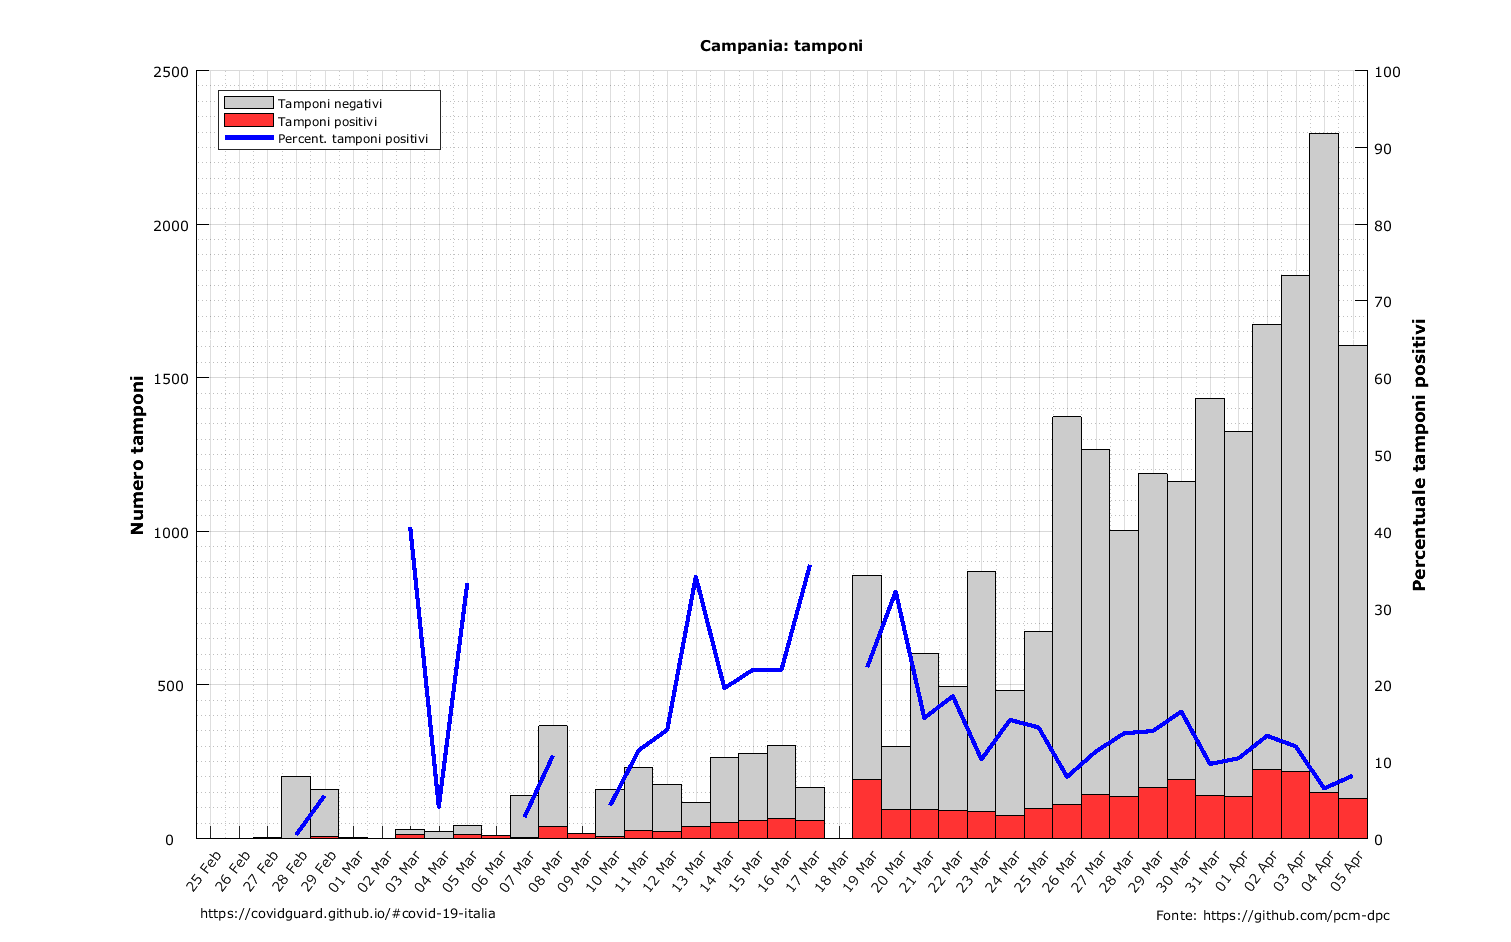 Campania: tamponi
2500
2000
1500
1000
500
0
100
90
80
70
60
50
40
30
20
10
0
Tamponi negativi
Tamponi positivi
Percent. tamponi positivi
Numero tamponi
Percentuale tamponi positivi
25 Feb
26 Feb
27 Feb
28 Feb
29 Feb
01 Mar
02 Mar
03 Mar
04 Mar
05 Mar
06 Mar
07 Mar
08 Mar
09 Mar
10 Mar
11 Mar
12 Mar
13 Mar
14 Mar
15 Mar
16 Mar
17 Mar
18 Mar
19 Mar
20 Mar
21 Mar
22 Mar
23 Mar
24 Mar
25 Mar
26 Mar
27 Mar
28 Mar
29 Mar
30 Mar
31 Mar
01 Apr
02 Apr
03 Apr
04 Apr
05 Apr
https://covidguard.github.io/#covid-19-italia
Fonte: https://github.com/pcm-dpc